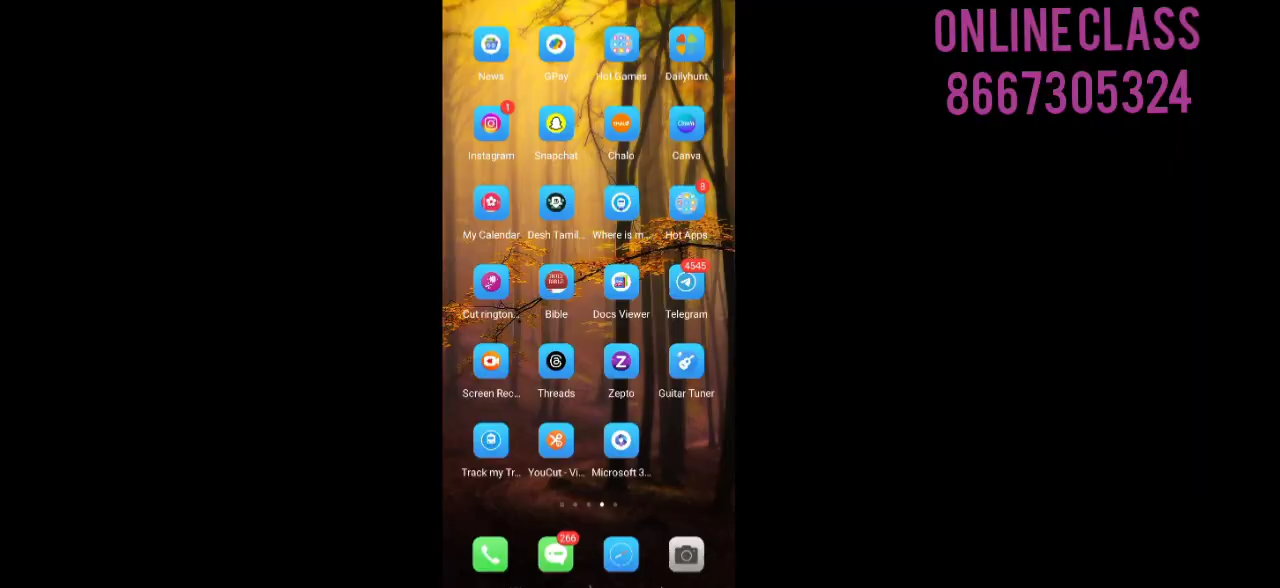 ONLINE CLASS
8667305324
News GPay Hot Games Dailyhunt
1
Instagram Snapchat Chalo Canva
8
My Calendar Desh Tamil... Where is m... Hot Apps
4545
Cut rington... Bible Docs Viewer Telegram
Screen Rec... Threads Zepto Guitar Tuner
Track my Tr... YouCut - Vi... Microsoft 3...
266